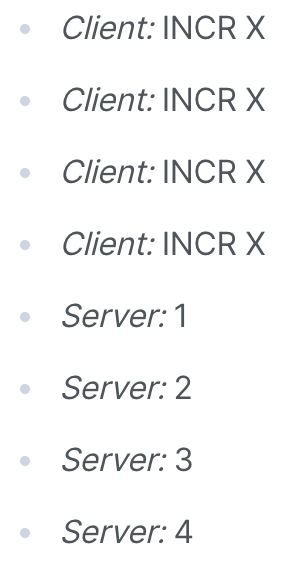 Client: INCR X
Client: INCR X
Client: INCR X
Client: INCR X
Server: 1
Server: 2
Server: 3
Server: 4